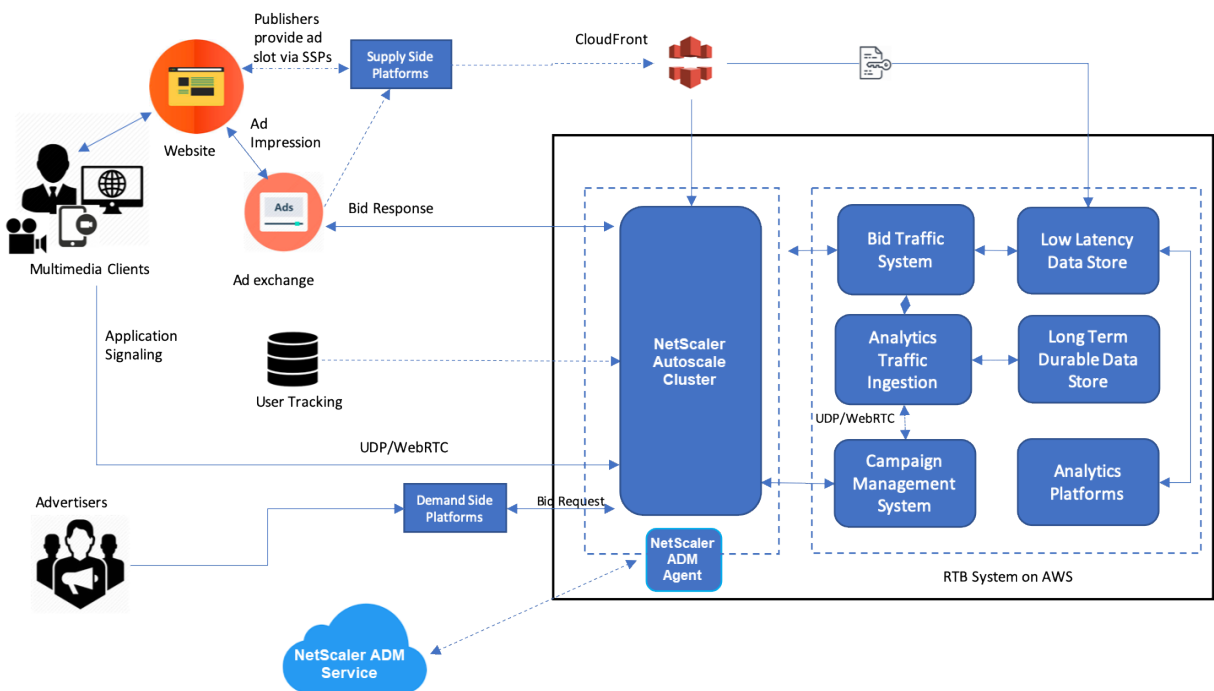 Publishers
provide ad
slot via SSPs
Supply Side
Platforms
CloudFront
Website
Ad
Impression
Ads
Bid Response
Multimedia Clients
Ad exchange
Application
Signaling
User Tracking
UDP/WebRTC
Advertisers
Demand Side
Platforms
Bid Request
NetScaler
Autoscale
Cluster
NetScaler
ADM
Agent
NetScaler ADM
Service
Bid Traffic
System
Low Latency
Data Store
Analytics
Traffic
Ingestion
Long Term
Durable Data
Store
UDP/WebRTC
Campaign
Management
System
Analytics
Platforms
RTB System on AWS